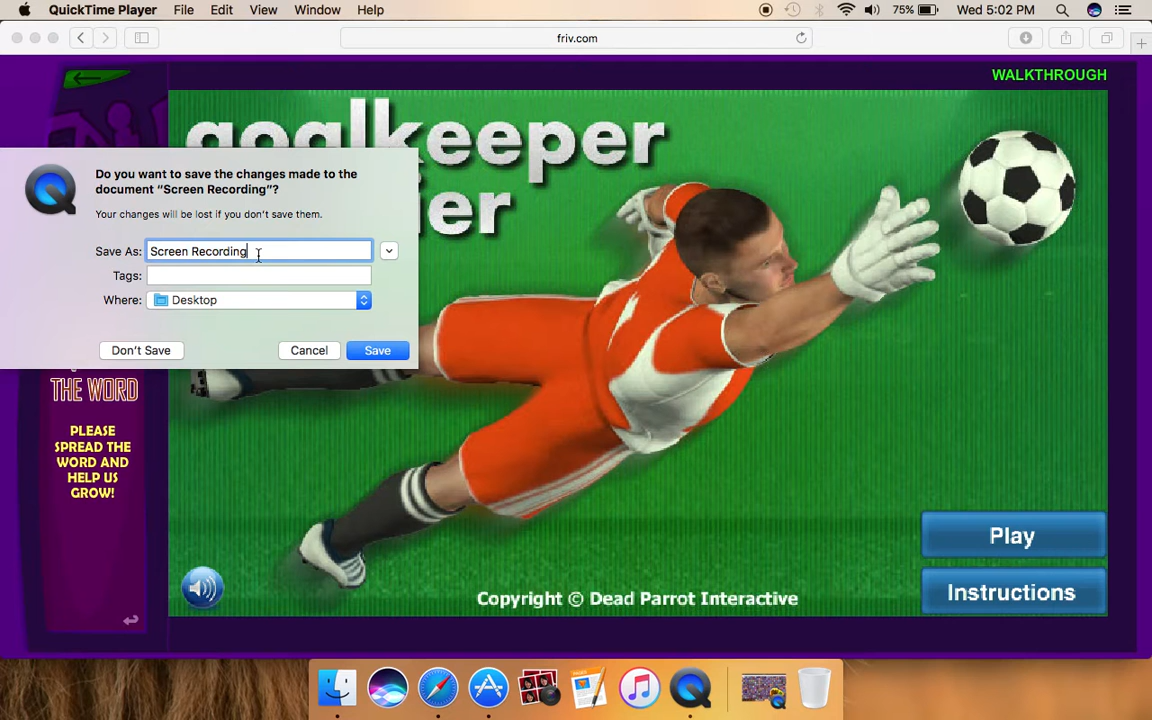 QuickTime Player File Edit View Window Help 75% Wed 5:02 PM
friv.com
WALKTHROUGH
goalkeeper
Do you want to save the changes made to the
document “Screen Recording”?
Your changes will be lost if you don’t save them.
Save As: Screen Recording
Tags:
Where: Desktop
Don’t Save Cancel Save
THE WORD
PLEASE
SPREAD THE
WORD AND
HELP US
GROW!
Play
Instructions
Copyright © Dead Parrot Interactive